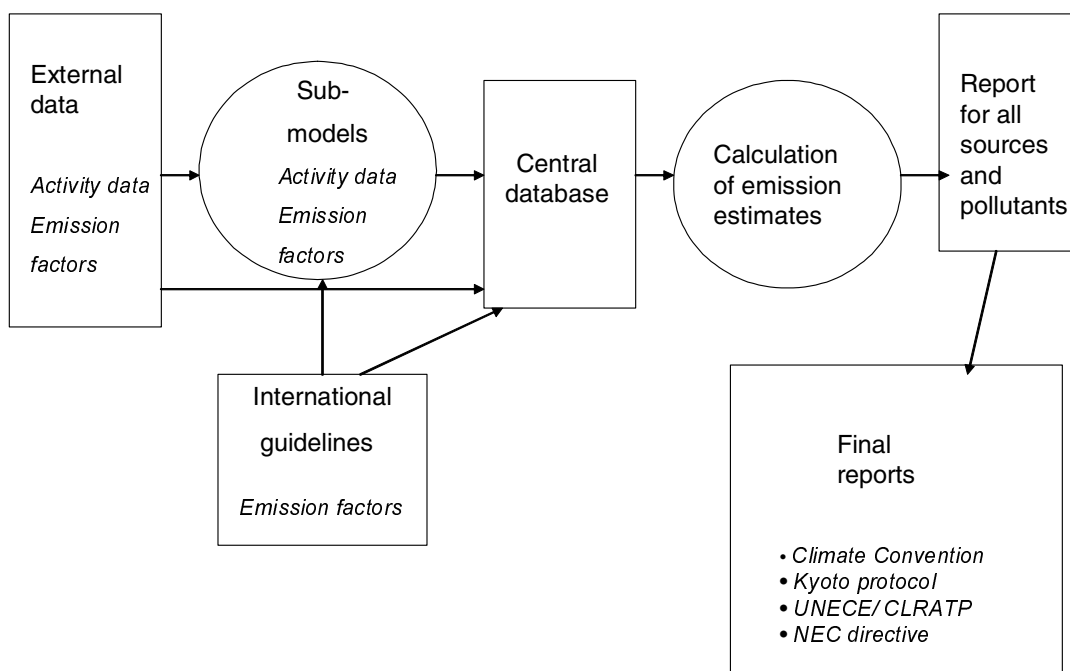 External
data
Activity data
Emission
factors
Sub-
models
Activity data
Emission
factors
Central
database
Calculation
of emission
estimates
Report
for all
sources
and
pollutants
International
guidelines
Emission factors
Final
reports
• Climate Convention
• Kyoto protocol
• UNECE/ CLRATP
• NEC directive